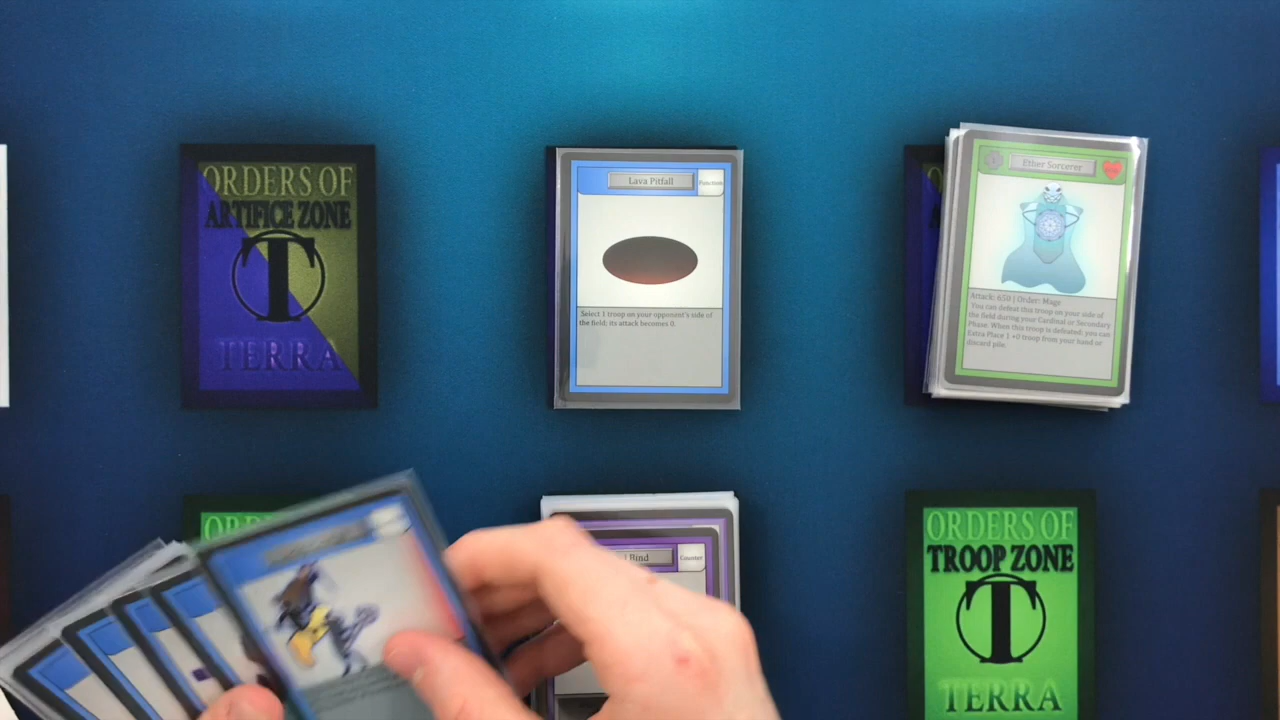 ORDERS OF
ARTIFICE ZONE
T
TERRA
Lava Pitfall
Function
Select 1 troop on your opponent's side of
the field; its attack becomes 0.
Ether Sorcerer
Attack: 650 | Order: Mage
You can defeat this troop on your side of
the field during your Cardinal or Secondary
Phase. When this troop is defeated; you can
Extra Place 1 +0 troop from your hand or
discard pile.
Bind
Counter
ORDERS OF
TROOP ZONE
T
TERRA